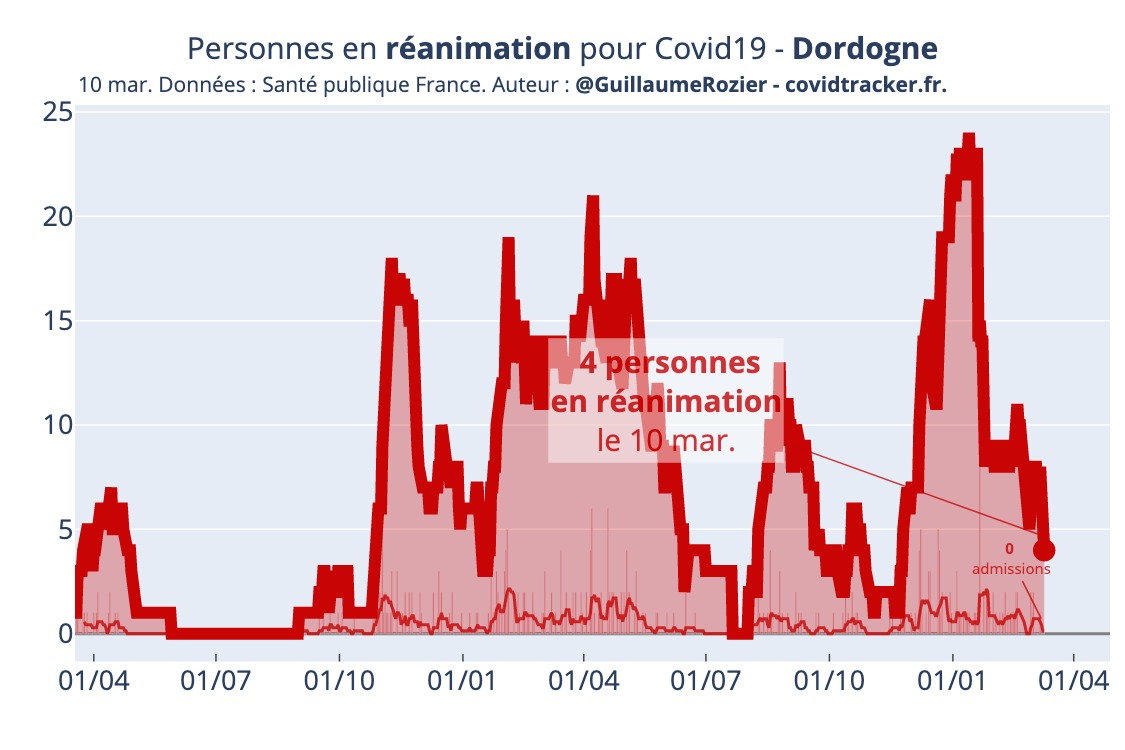 Personnes en réanimation pour Covid19 - Dordogne
10 mar. Données : Santé publique France. Auteur : @GuillaumeRozier - covidtracker.fr.
25
20
15
10
5
0
4 personnes
en réanimation
le 10 mar.
0
admissions
01/04 01/07 01/10 01/01 01/04 01/07 01/10 01/01 01/04